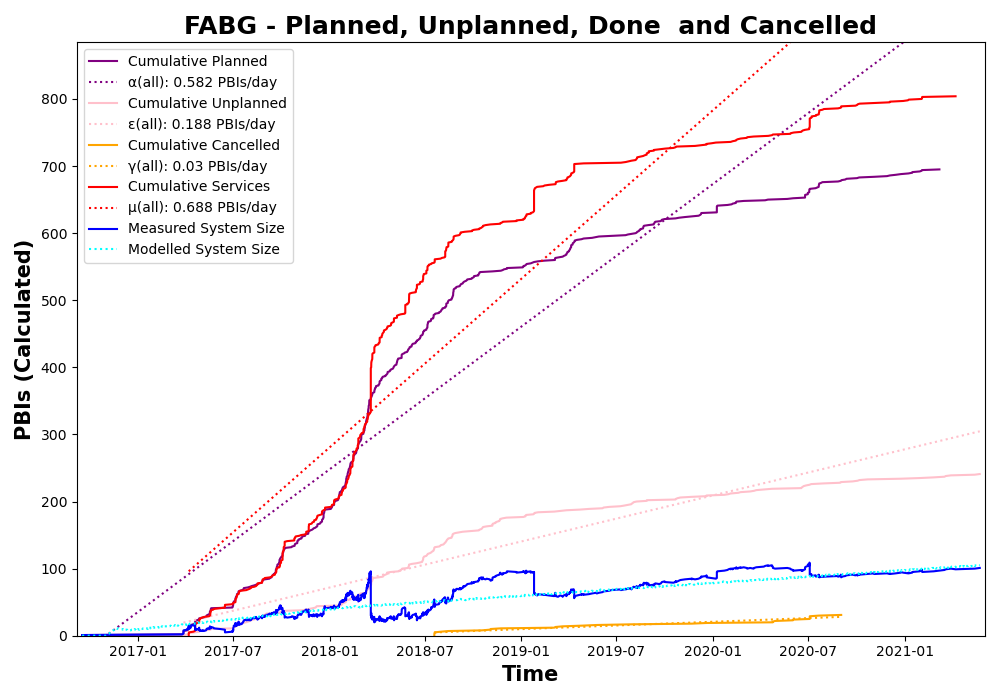 FABG - Planned, Unplanned, Done  and Cancelled
Cumulative Planned
α(all): 0.582 PBIs/day
Cumulative Unplanned
ε(all): 0.188 PBIs/day
Cumulative Cancelled
γ(all): 0.03 PBIs/day
Cumulative Services
μ(all): 0.688 PBIs/day
Measured System Size
Modelled System Size
PBIs (Calculated)
800
700
600
500
400
300
200
100
0
2017-01 2017-07 2018-01 2018-07 2019-01 2019-07 2020-01 2020-07 2021-01
Time